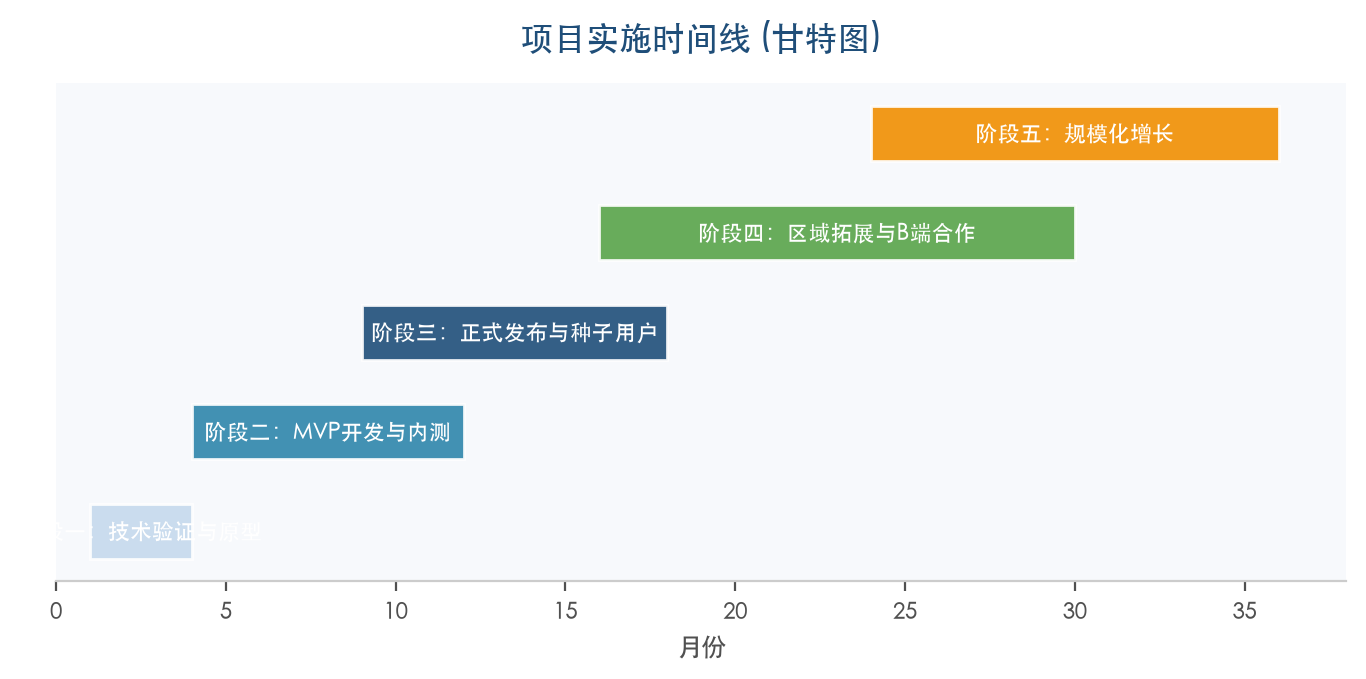 项目实施时间线 (甘特图)
阶段五：规模化增长
阶段四：区域拓展与B端合作
阶段三：正式发布与种子用户
阶段二：MVP开发与内测
段一：技术验证与原型
0 5 10 15 20 25 30 35
月份